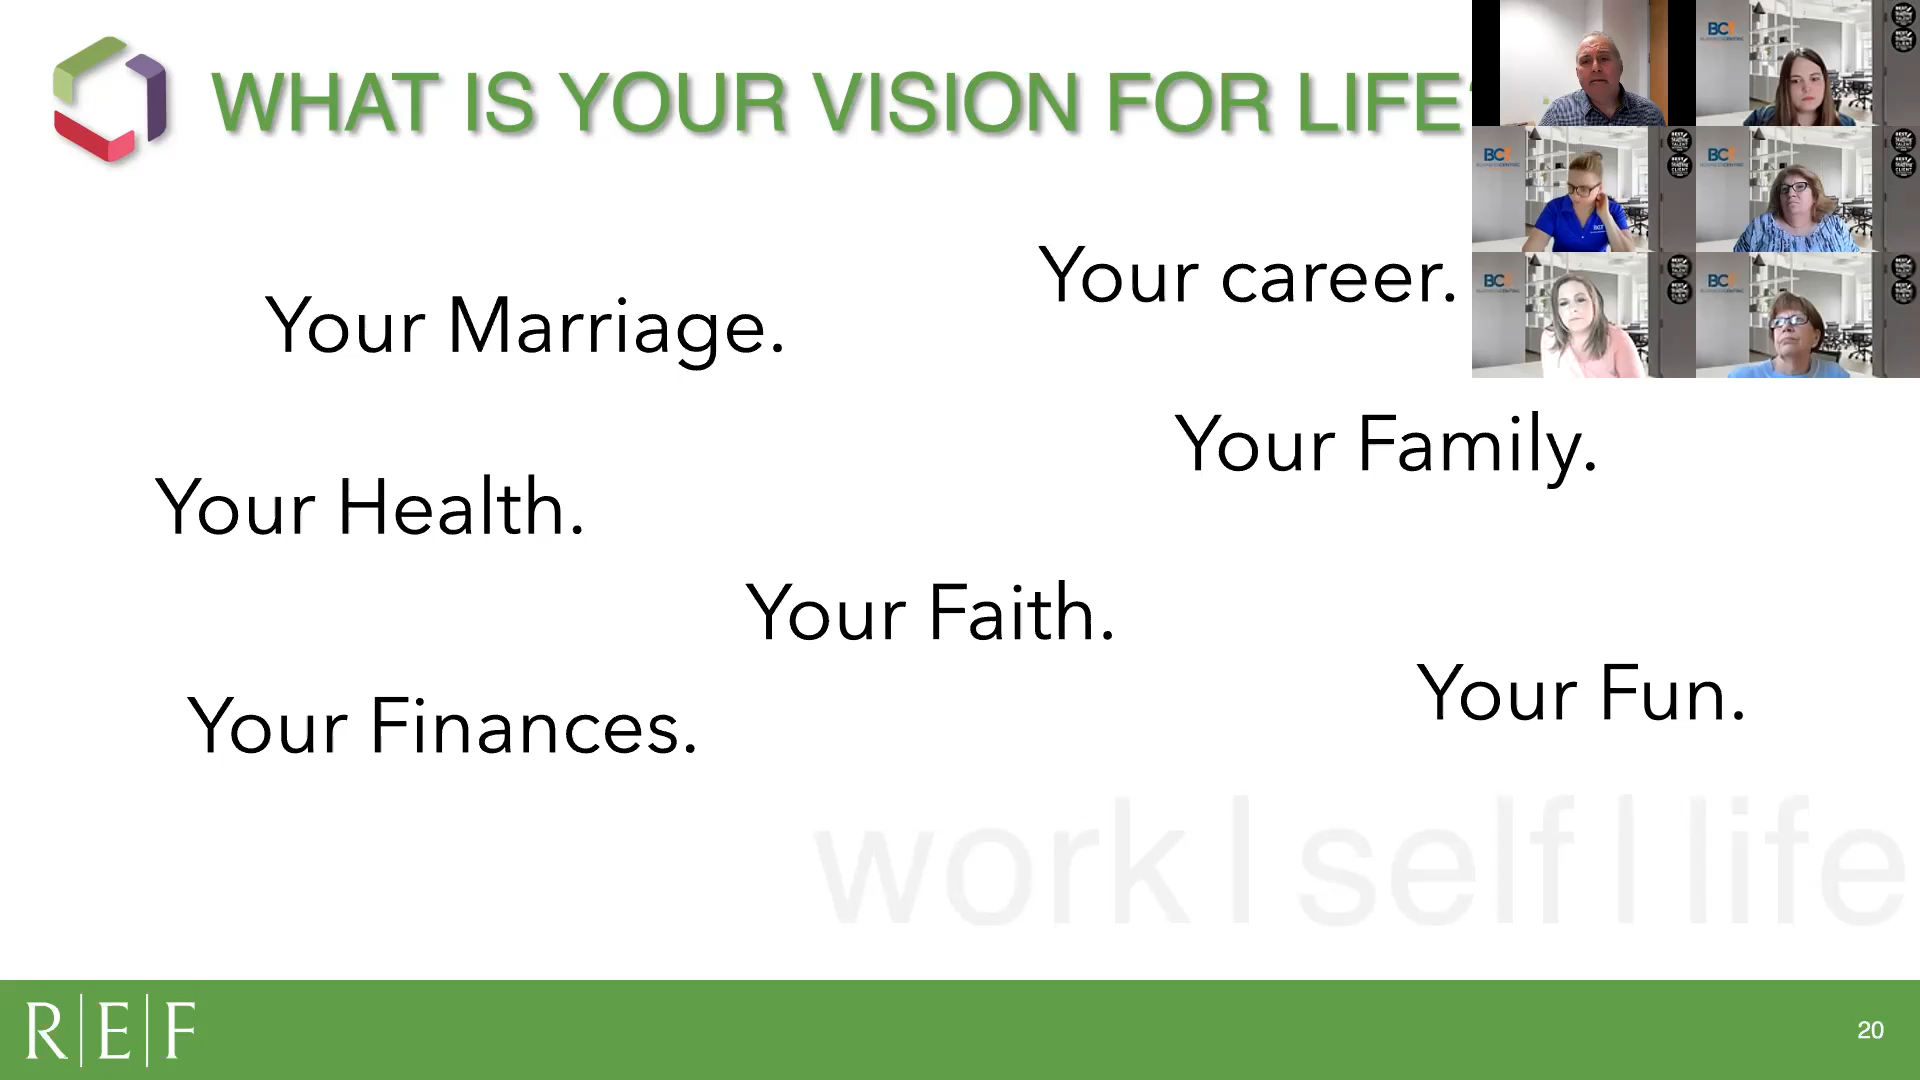 WHAT IS YOUR VISION FOR LIFE
Your career.
Your Marriage.
Your Family.
Your Health.
Your Faith.
Your Fun.
Your Finances.
work|self|life
R|E|F
20